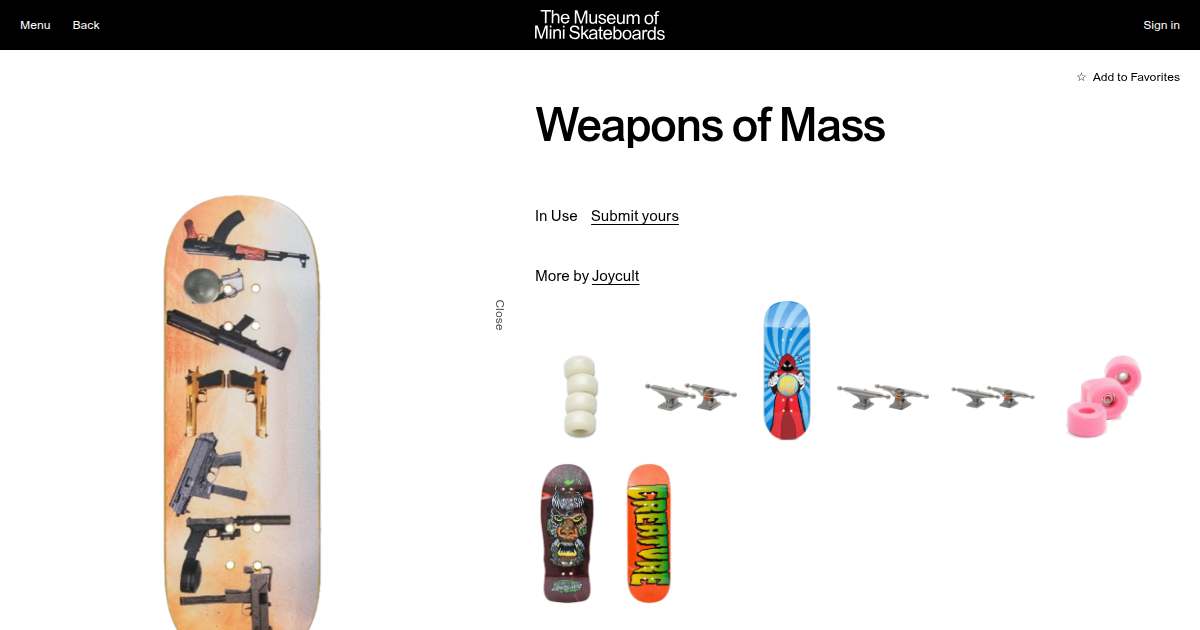 Menu
Back
The Museum of
Mini Skateboards
Sign in
☆ Add to Favorites
Weapons of Mass
In Use Submit yours
More by Joycult
Close
CREATURE